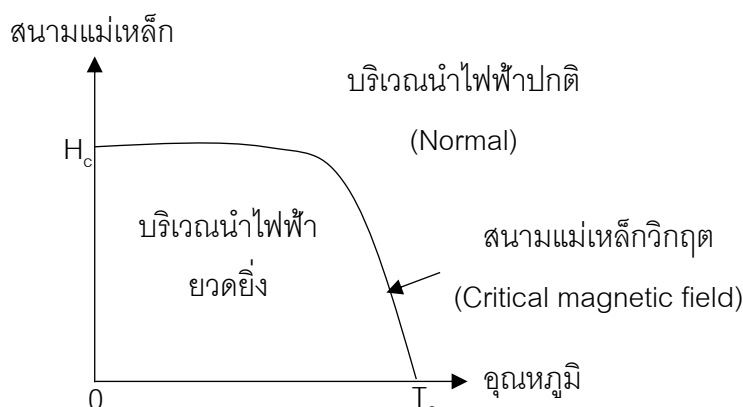 สนามแม่เหล็ก
บริเวณนำไฟฟ้าปกติ
(Normal)
Hc
บริเวณนำไฟฟ้า
ยวดยิ่ง
สนามแม่เหล็กวิกฤต
(Critical magnetic field)
0
Tc
อุณหภูมิ